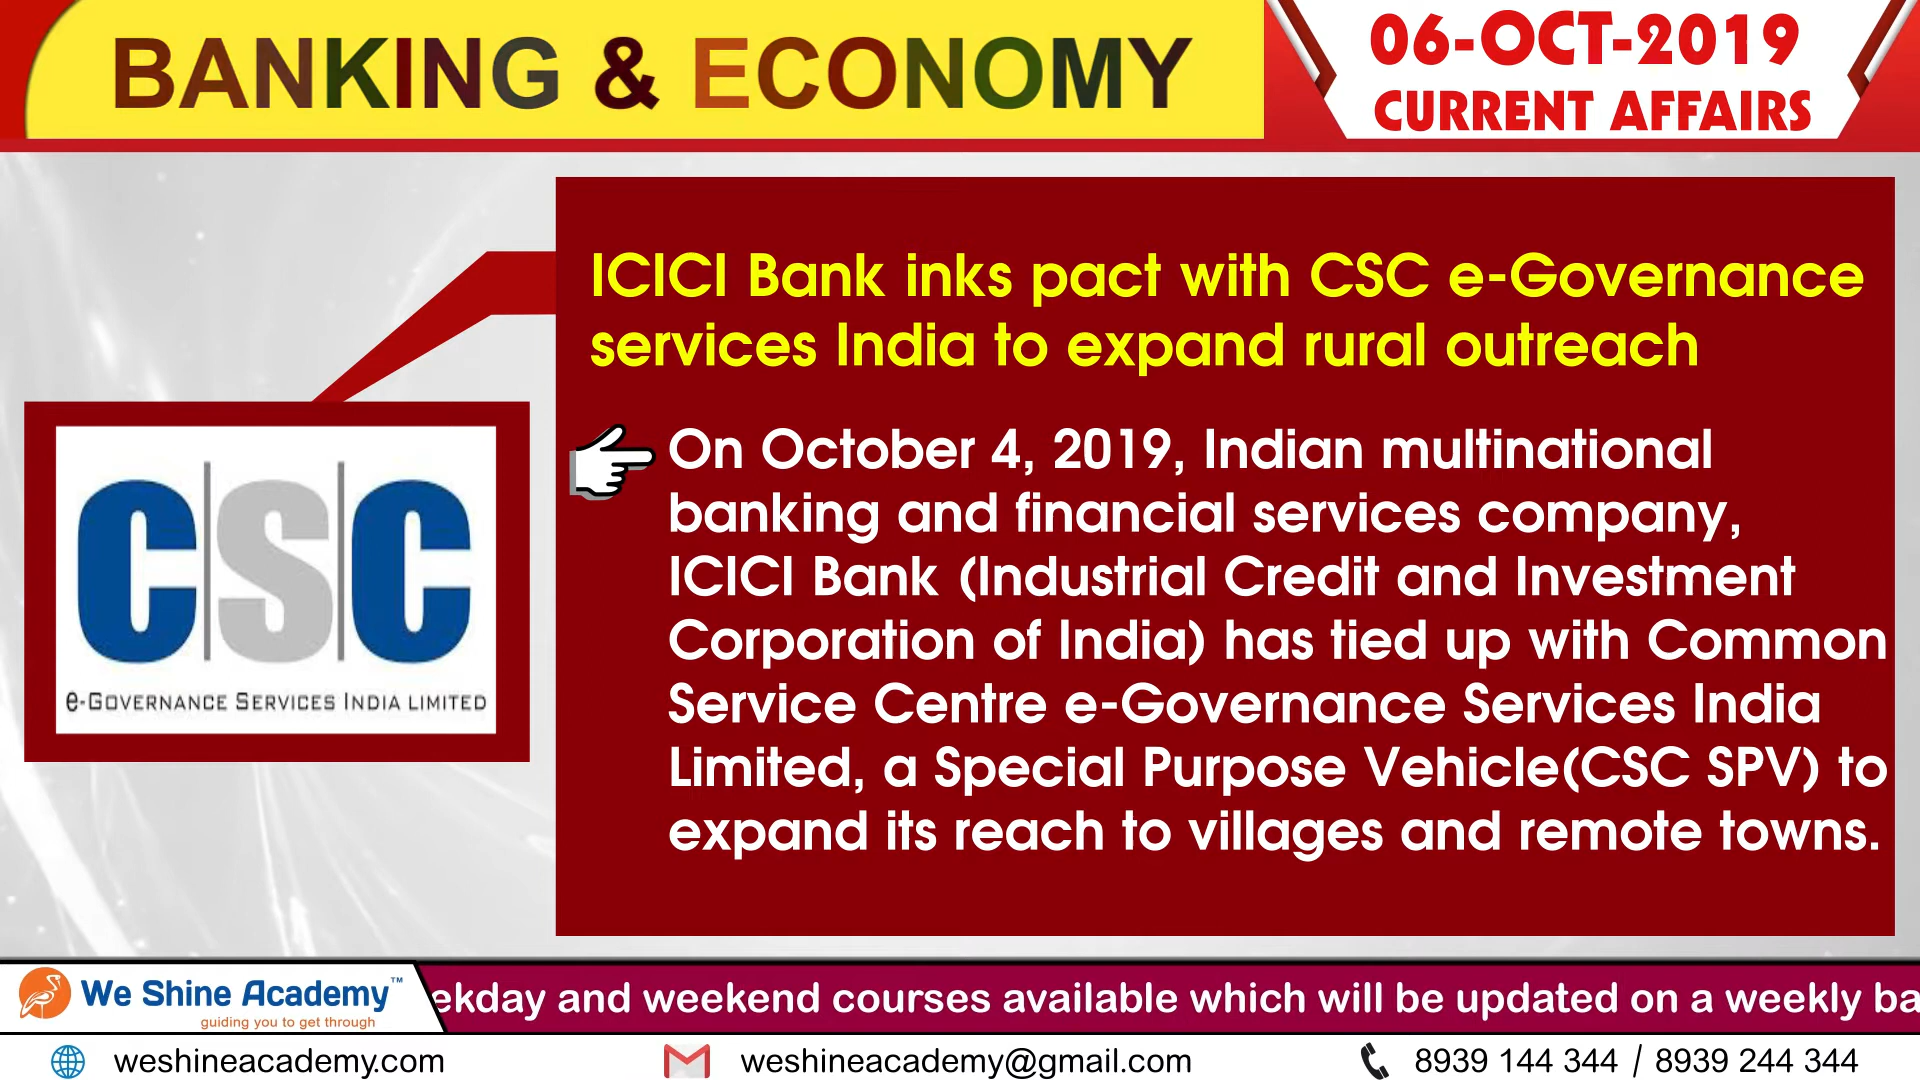 BANKING & ECONOMY
06-OCT-2019
CURRENT AFFAIRS
ICICI Bank inks pact with CSC e-Governance
services India to expand rural outreach
On October 4, 2019, Indian multinational
banking and financial services company,
ICICI Bank (Industrial Credit and Investment
Corporation of India) has tied up with Common
Service Centre e-Governance Services India
Limited, a Special Purpose Vehicle(CSC SPV) to
expand its reach to villages and remote towns.
CSC
e-GOVERNANCE SERVICES INDIA LIMITED
We Shine Academy™
guiding you to get through
ekday and weekend courses available which will be updated on a weekly ba
weshineacademy.com
weshineacademy@gmail.com
8939 144 344 / 8939 244 344